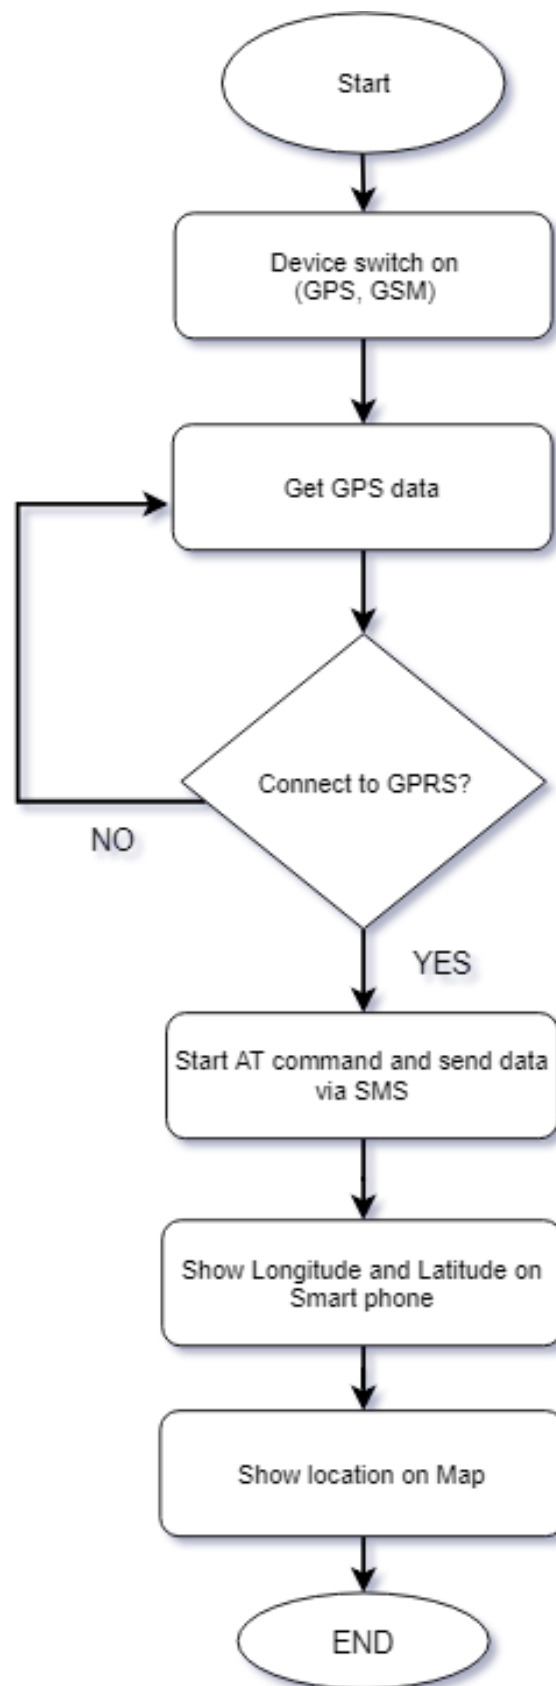 Start
Device switch on
(GPS, GSM)
Get GPS data
Connect to GPRS?
NO
YES
Start AT command and send data
via SMS
Show Longitude and Latitude on
Smart phone
Show location on Map
END